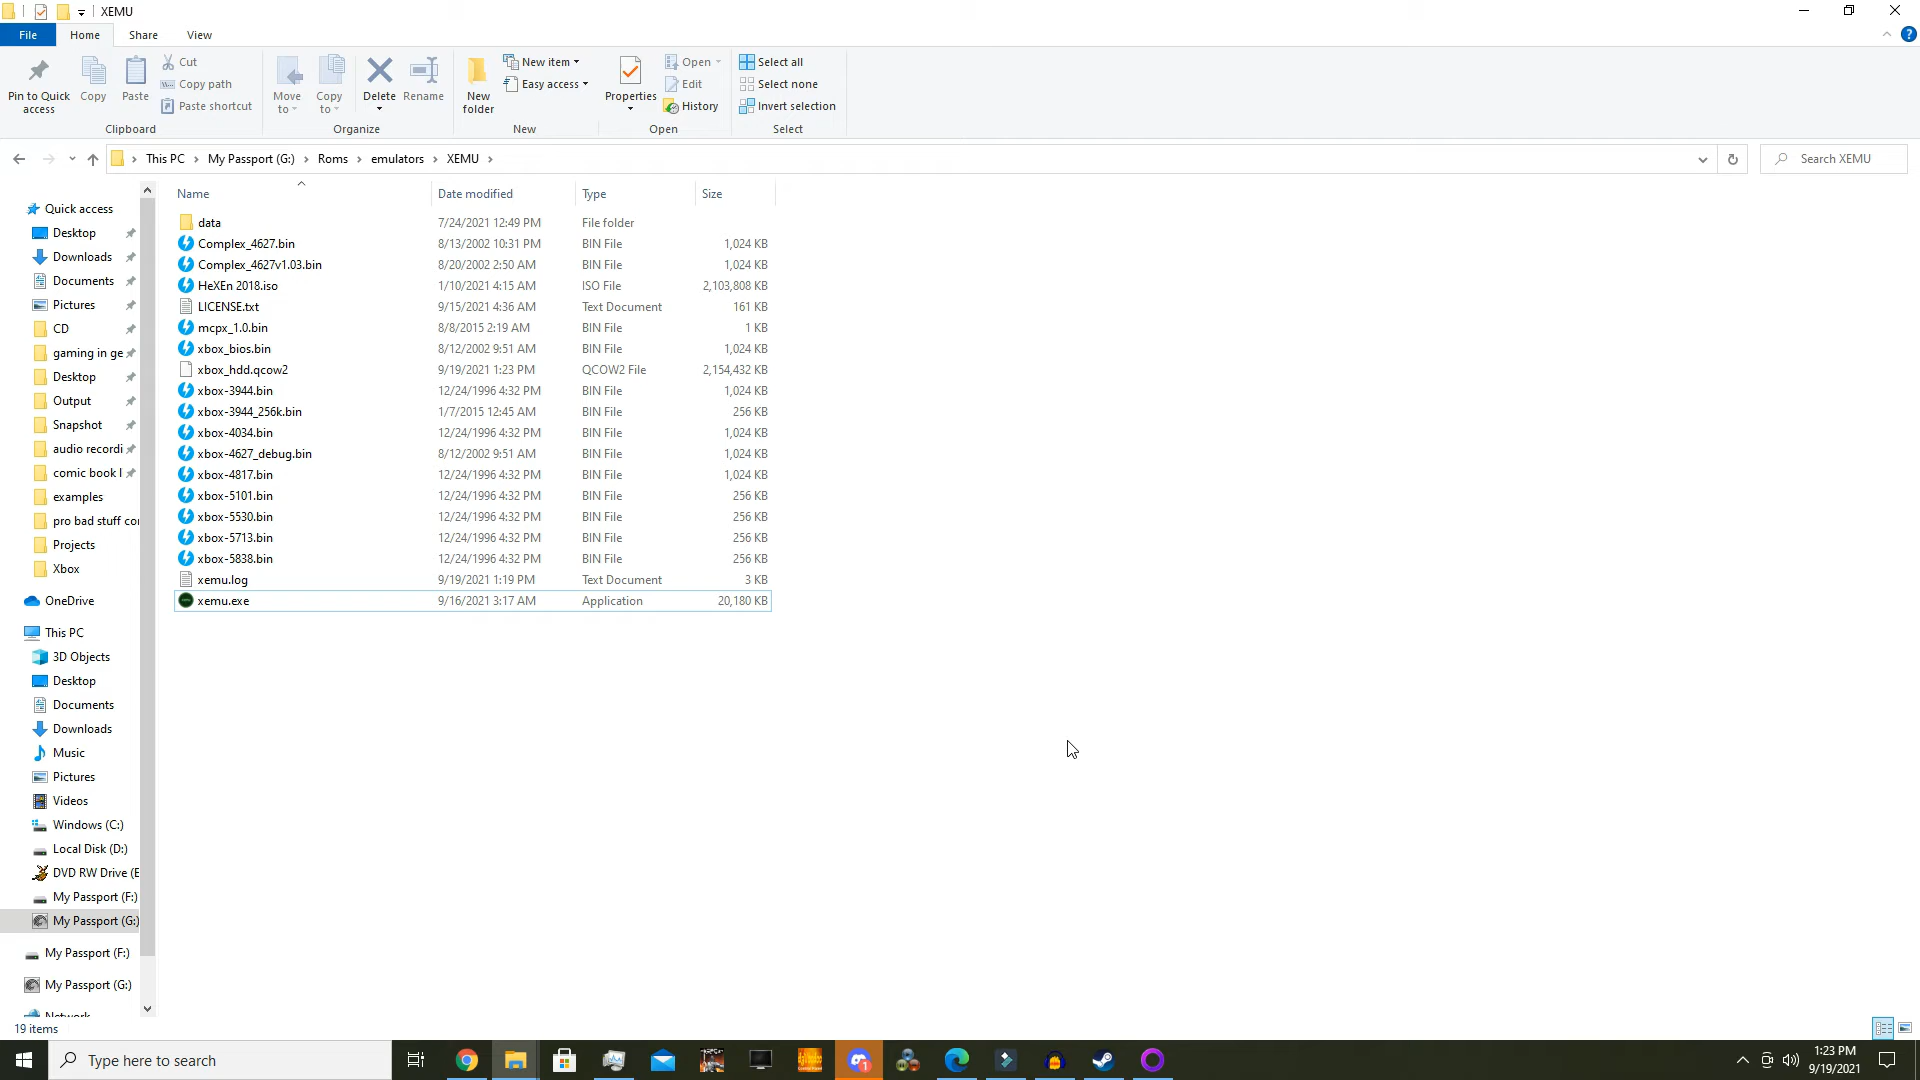 XEMU
File
Home
Share
View
Pin to Quick access
Copy
Paste
Cut
Copy path
Paste shortcut
Clipboard
Move to
Copy to
Delete
Rename
Organize
New folder
New item
Easy access
New
Properties
Open
Edit
History
Open
Select all
Select none
Invert selection
Select
This PC > My Passport (G:) > Roms > emulators > XEMU >
Search XEMU
Name Date modified Type Size
data 7/24/2021 12:49 PM File folder
Complex_4627.bin 8/13/2002 10:31 PM BIN File 1,024 KB
Complex_4627v1.03.bin 8/20/2002 2:50 AM BIN File 1,024 KB
HeXEn 2018.iso 1/10/2021 4:15 AM ISO File 2,103,808 KB
LICENSE.txt 9/15/2021 4:36 AM Text Document 161 KB
mcpx_1.0.bin 8/8/2015 2:19 AM BIN File 1 KB
xbox_bios.bin 8/12/2002 9:51 AM BIN File 1,024 KB
xbox_hdd.qcow2 9/19/2021 1:23 PM QCOW2 File 2,154,432 KB
xbox-3944.bin 12/24/1996 4:32 PM BIN File 1,024 KB
xbox-3944_256k.bin 1/7/2015 12:45 AM BIN File 256 KB
xbox-4034.bin 12/24/1996 4:32 PM BIN File 1,024 KB
xbox-4627_debug.bin 8/12/2002 9:51 AM BIN File 1,024 KB
xbox-4817.bin 12/24/1996 4:32 PM BIN File 1,024 KB
xbox-5101.bin 12/24/1996 4:32 PM BIN File 256 KB
xbox-5530.bin 12/24/1996 4:32 PM BIN File 256 KB
xbox-5713.bin 12/24/1996 4:32 PM BIN File 256 KB
xbox-5838.bin 12/24/1996 4:32 PM BIN File 256 KB
xemu.log 9/19/2021 1:19 PM Text Document 3 KB
xemu.exe 9/16/2021 3:17 AM Application 20,180 KB
Quick access
Desktop
Downloads
Documents
Pictures
CD
gaming in ge
Desktop
Output
Snapshot
audio recordi
comic book l
examples
pro bad stuff co
Projects
Xbox
OneDrive
This PC
3D Objects
Desktop
Documents
Downloads
Music
Pictures
Videos
Windows (C:)
Local Disk (D:)
DVD RW Drive (E
My Passport (F:)
My Passport (G:)
My Passport (F:)
My Passport (G:)
Network
19 items
Type here to search
1:23 PM
9/19/2021